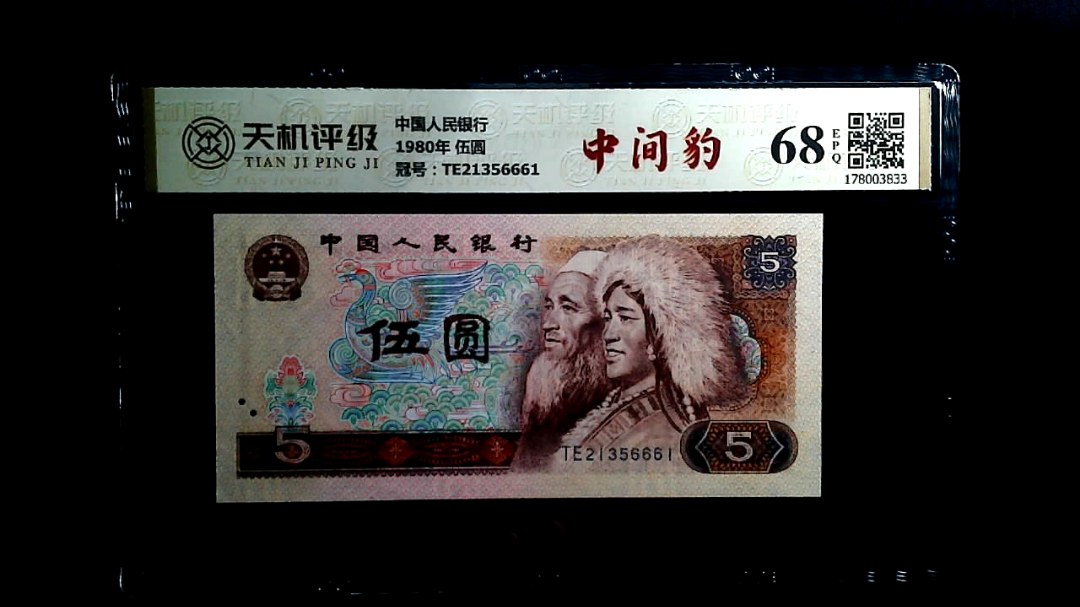 天机评级
TIAN JI PING JI
中国人民银行
1980年 伍圆
冠号：TE21356661
中间豹
68
EPQ
178003833
中国人民银行
5
伍圆
5
TE21356661
5